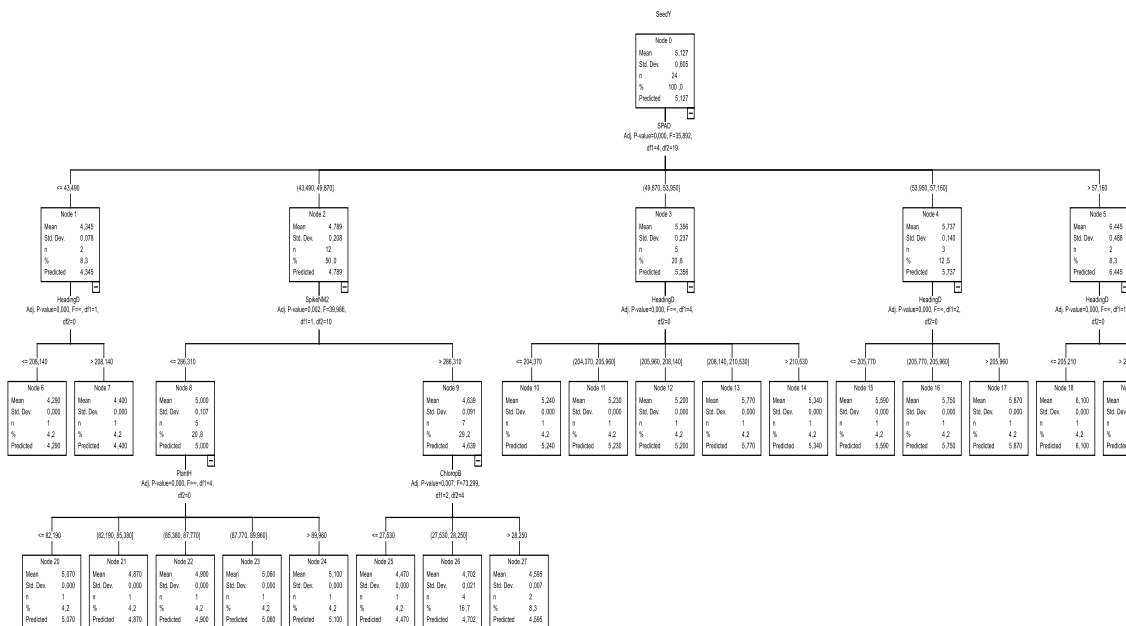 SeedY
Node 0
Mean 5,127
Std. Dev. 0,605
n 24
% 100 ,0
Predicted 5,127
SPAD
Adj. P-value=0,000, F=35,892,
df1=4, df2=19
<= 43,490
(43,490, 49,870]
(49,870, 53,950]
(53,950, 57,160]
> 57,160
Node 1
Mean 4,345
Std. Dev. 0,078
n 2
% 8,3
Predicted 4,345
Node 2
Mean 4,789
Std. Dev. 0,208
n 12
% 50,0
Predicted 4,789
Node 3
Mean 5,356
Std. Dev. 0,237
n 5
% 20,8
Predicted 5,356
Node 4
Mean 5,737
Std. Dev. 0,140
n 3
% 12,5
Predicted 5,737
Node 5
Mean 6,445
Std. Dev. 0,488
n 2
% 8,3
Predicted 6,445
HeadingD
Adj. P-value=0,000, F=∞, df1=1,
df2=0
SpikeNM2
Adj. P-value=0,002, F=39,986,
df1=1, df2=10
HeadingD
Adj. P-value=0,000, F=∞, df1=4,
df2=0
HeadingD
Adj. P-value=0,000, F=∞, df1=2,
df2=0
HeadingD
Adj. P-value=0,000, F=∞, df1=1
df2=0
<= 208,140
> 208,140
<= 286,310
> 286,310
<= 204,370
(204,370, 205,960]
(205,960, 208,140]
(208,140, 210,530]
> 210,530
<= 205,770
(205,770, 205,960]
> 205,960
<= 205,210
> 2
Node 6
Mean 4,290
Std. Dev. 0,000
n 1
% 4,2
Predicted 4,290
Node 7
Mean 4,400
Std. Dev. 0,000
n 1
% 4,2
Predicted 4,400
Node 8
Mean 5,000
Std. Dev. 0,107
n 5
% 20,8
Predicted 5,000
Node 9
Mean 4,639
Std. Dev. 0,091
n 7
% 29,2
Predicted 4,639
Node 10
Mean 5,240
Std. Dev. 0,000
n 1
% 4,2
Predicted 5,240
Node 11
Mean 5,230
Std. Dev. 0,000
n 1
% 4,2
Predicted 5,230
Node 12
Mean 5,200
Std. Dev. 0,000
n 1
% 4,2
Predicted 5,200
Node 13
Mean 5,770
Std. Dev. 0,000
n 1
% 4,2
Predicted 5,770
Node 14
Mean 5,340
Std. Dev. 0,000
n 1
% 4,2
Predicted 5,340
Node 15
Mean 5,590
Std. Dev. 0,000
n 1
% 4,2
Predicted 5,590
Node 16
Mean 5,750
Std. Dev. 0,000
n 1
% 4,2
Predicted 5,750
Node 17
Mean 5,870
Std. Dev. 0,000
n 1
% 4,2
Predicted 5,870
Node 18
Mean 6,100
Std. Dev. 0,000
n 1
% 4,2
Predicted 6,100
Mean
Std. Dev.
n
%
Predicted
PlantH
Adj. P-value=0,000, F=∞, df1=4,
df2=0
ChloropB
Adj. P-value=0,007, F=73,299,
df1=2, df2=4
<= 82,190
(82,190, 85,380]
(85,380, 87,770]
(87,770, 89,960]
> 89,960
<= 27,530
(27,530, 28,250]
> 28,250
Node 20
Mean 5,070
Std. Dev. 0,000
n 1
% 4,2
Predicted 5,070
Node 21
Mean 4,870
Std. Dev. 0,000
n 1
% 4,2
Predicted 4,870
Node 22
Mean 4,900
Std. Dev. 0,000
n 1
% 4,2
Predicted 4,900
Node 23
Mean 5,060
Std. Dev. 0,000
n 1
% 4,2
Predicted 5,060
Node 24
Mean 5,100
Std. Dev. 0,000
n 1
% 4,2
Predicted 5,100
Node 25
Mean 4,470
Std. Dev. 0,000
n 1
% 4,2
Predicted 4,470
Node 26
Mean 4,702
Std. Dev. 0,021
n 4
% 16,7
Predicted 4,702
Node 27
Mean 4,595
Std. Dev. 0,007
n 2
% 8,3
Predicted 4,595